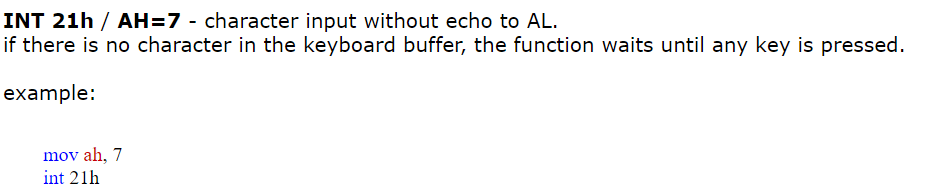 INT 21h / AH=7 - character input without echo to AL.
if there is no character in the keyboard buffer, the function waits until any key is pressed.
example:
mov ah, 7
int 21h